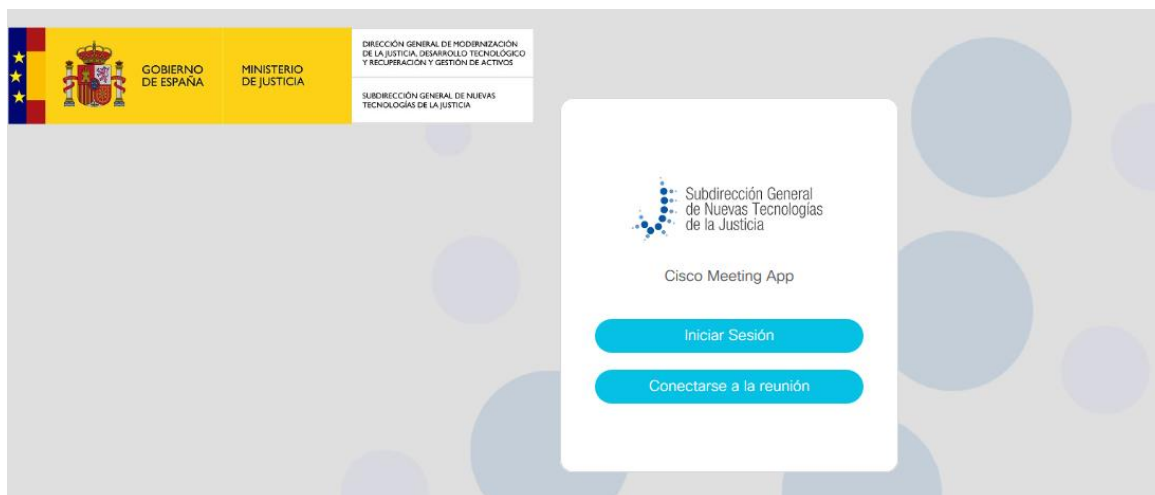 GOBIERNO
DE ESPAÑA
MINISTERIO
DE JUSTICIA
DIRECCIÓN GENERAL DE MODERNIZACIÓN
DE LA JUSTICIA, DESARROLLO TECNOLÓGICO
Y RECUPERACIÓN Y GESTIÓN DE ACTIVOS
SUBDIRECCIÓN GENERAL DE NUEVAS
TECNOLOGÍAS DE LA JUSTICIA
Subdirección General
de Nuevas Tecnologías
de la Justicia
Cisco Meeting App
Iniciar Sesión
Conectarse a la reunión